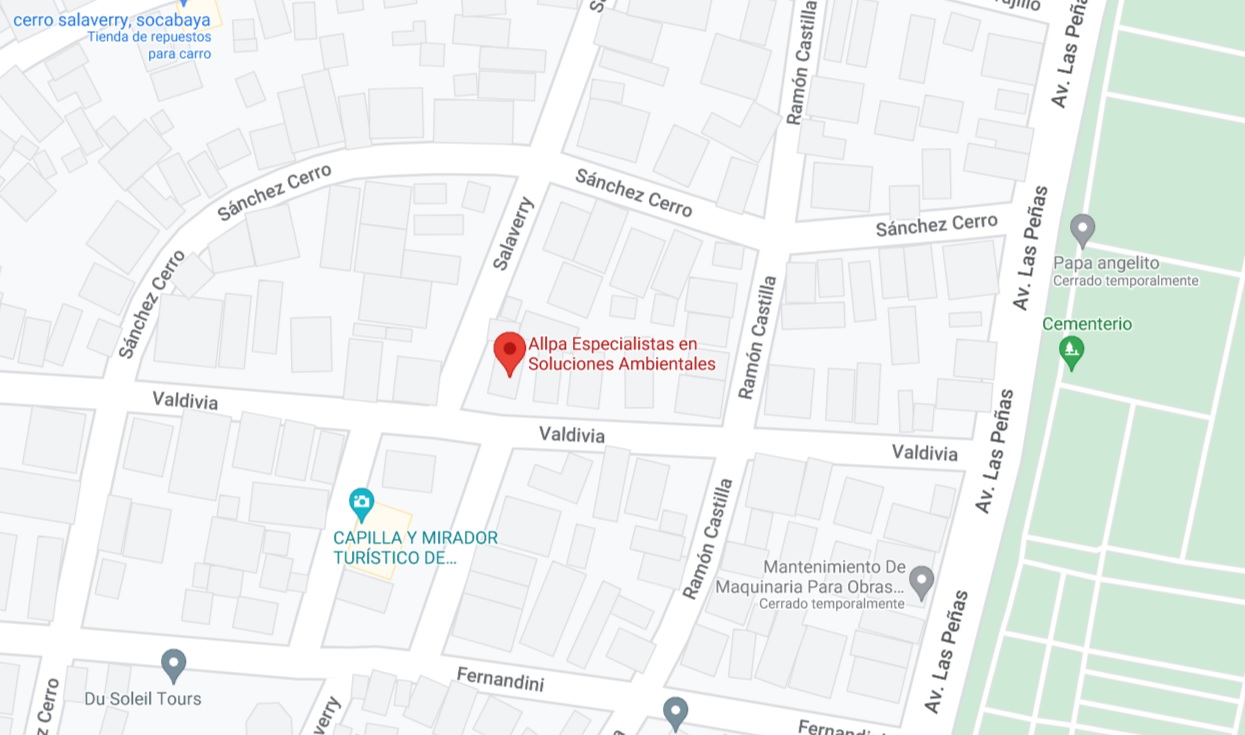 cerro salaverry, socabaya
Tienda de repuestos
para carro
Ramón Castilla
Av. Las Peñas
Sánchez Cerro
Sánchez Cerro
Sánchez Cerro
Av. Las Peñas
Salaverry
Papa angelito
Cerrado temporalmente
Sánchez Cerro
Ramón Castilla
Cementerio
Allpa Especialistas en
Soluciones Ambientales
Valdivia
Valdivia
Valdivia
Av. Las Peñas
CAPILLA Y MIRADOR
TURÍSTICO DE...
Ramón Castilla
Mantenimiento De
Maquinaria Para Obras...
Cerrado temporalmente
Av. Las Peñas
Fernandini
Du Soleil Tours
z Cerro
erry
Fernandi